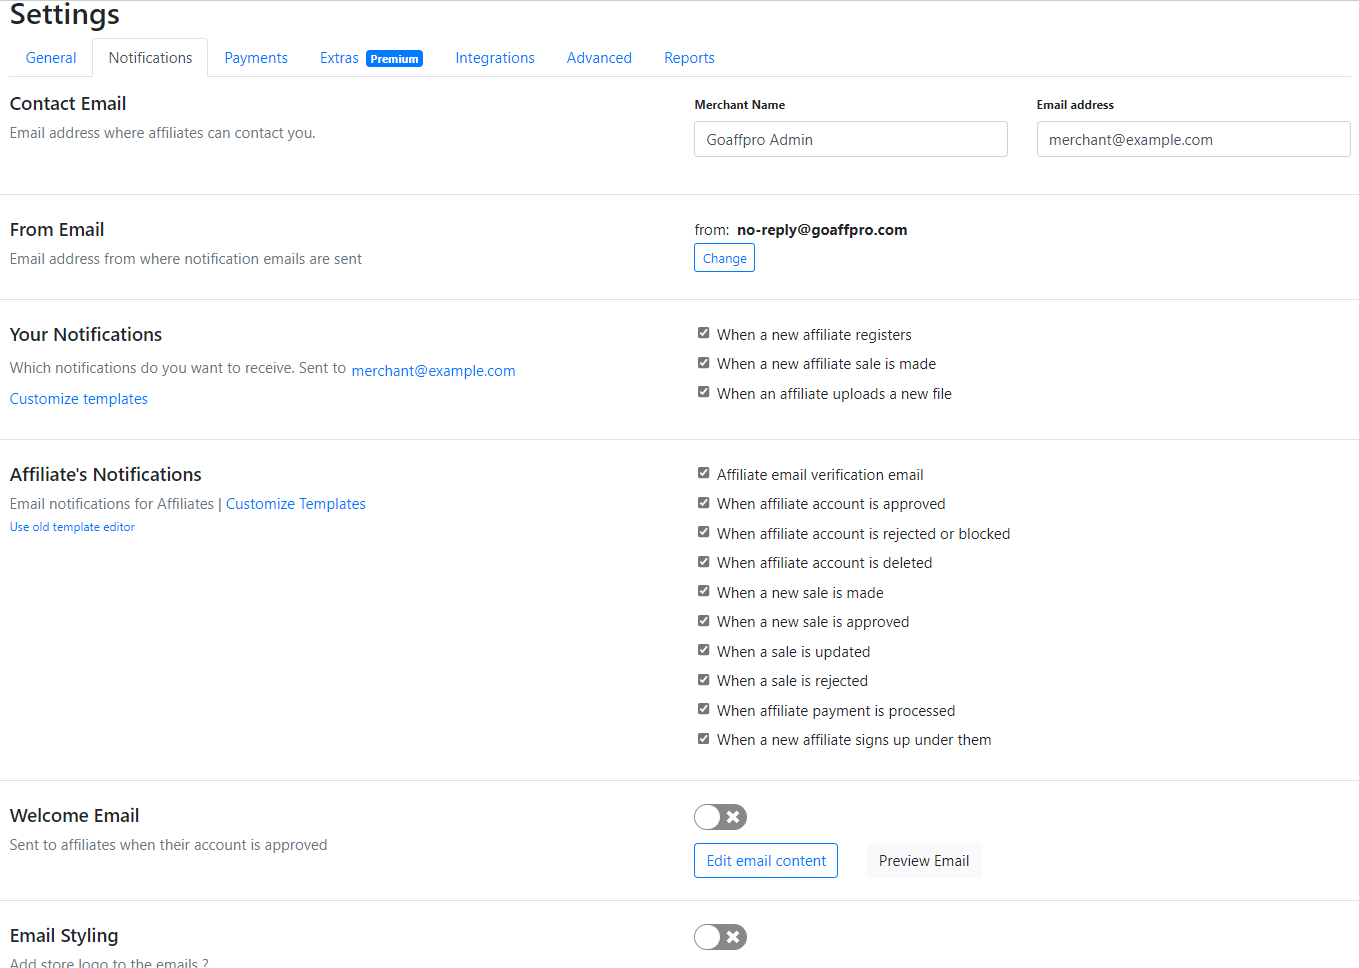 Settings
General Notifications Payments Extras Premium Integrations Advanced Reports
Contact Email
Email address where affiliates can contact you.
Merchant Name Email address
Goaffpro Admin merchant@example.com
From Email
Email address from where notification emails are sent
from: no-reply@goaffpro.com
Change
Your Notifications
Which notifications do you want to receive. Sent to merchant@example.com
Customize templates
When a new affiliate registers
When a new affiliate sale is made
When an affiliate uploads a new file
Affiliate's Notifications
Email notifications for Affiliates | Customize Templates
Use old template editor
Affiliate email verification email
When affiliate account is approved
When affiliate account is rejected or blocked
When affiliate account is deleted
When a new sale is made
When a new sale is approved
When a sale is updated
When a sale is rejected
When affiliate payment is processed
When a new affiliate signs up under them
Welcome Email
Sent to affiliates when their account is approved
Edit email content Preview Email
Email Styling
Add store logo to the emails ?